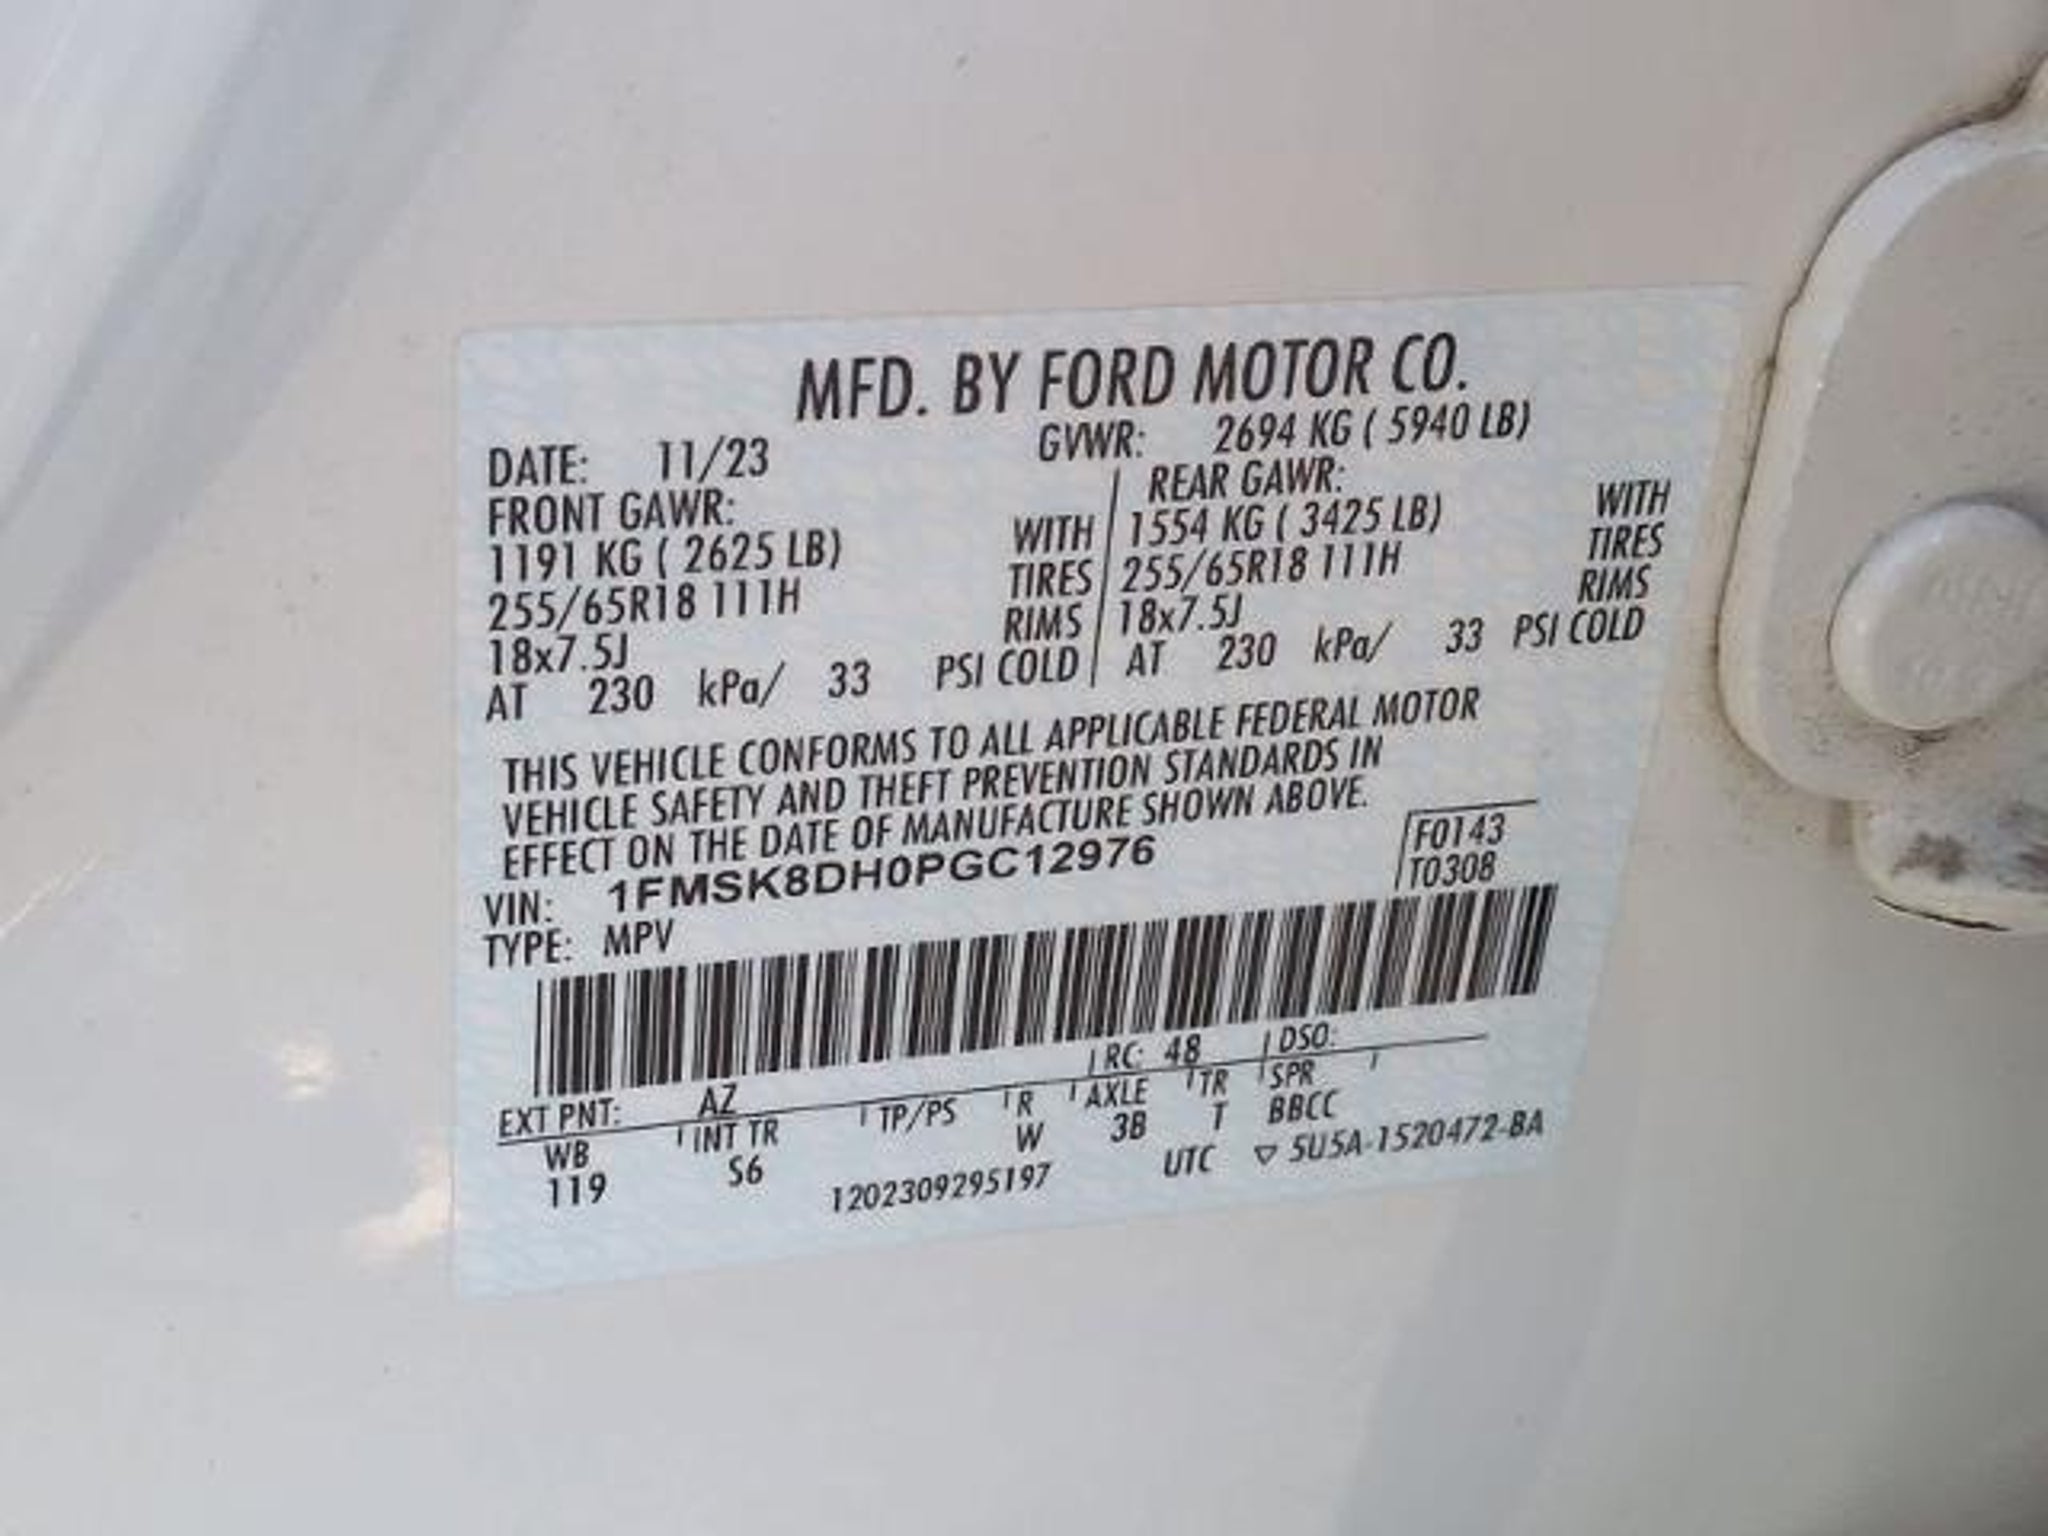 MFD. BY FORD MOTOR CO.
DATE: 11/23 GVWR: 2694 KG ( 5940 LB)
FRONT GAWR: REAR GAWR:
1191 KG ( 2625 LB) WITH 1554 KG ( 3425 LB) WITH
255/65R18 111H TIRES 255/65R18 111H TIRES
18x7.5J RIMS 18x7.5J RIMS
AT 230 kPa/ 33 PSI COLD AT 230 kPa/ 33 PSI COLD
THIS VEHICLE CONFORMS TO ALL APPLICABLE FEDERAL MOTOR
VEHICLE SAFETY AND THEFT PREVENTION STANDARDS IN
EFFECT ON THE DATE OF MANUFACTURE SHOWN ABOVE.
F0143
VIN: 1FMSK8DH0PGC12976 T0308
TYPE: MPV
EXT PNT: AZ RC: 48 DSO:
WB INT TR TP/PS R AXLE TR SPR
119 S6 W 3B T BBCC
1202309295197 UTC ▽ 5U5A-1520472-BA